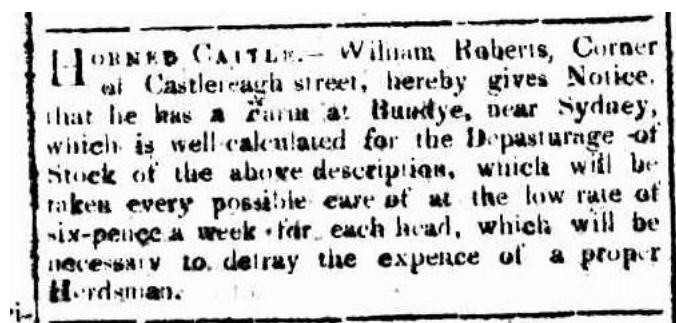 HORNED CATTLE.— William Roberts, Corner
of Castlereagh street, hereby gives Notice,
that he has a Farm at Bundye, near Sydney,
which is well calculated for the Depasturage of
Stock of the above description, which will be
taken every possible care of at the low rate of
six-pence a week for each head, which will be
necessary to defray the expence of a proper
Herdsman.